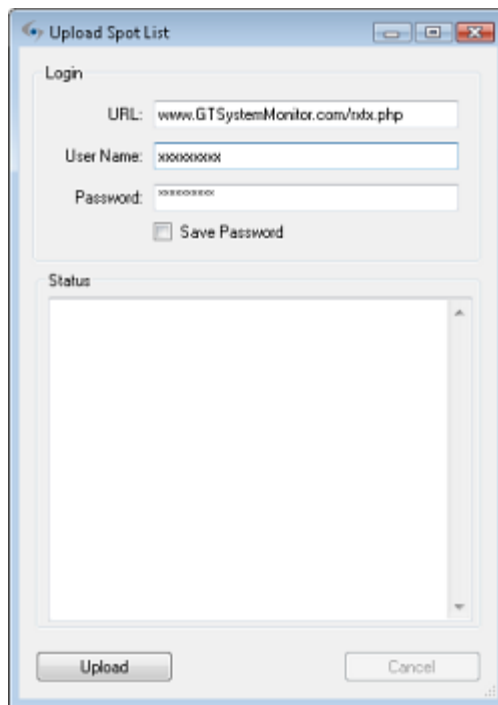 Upload Spot List
Login
URL: www.GTSystemMonitor.com/rxtx.php
User Name: xxxxxxxxx
Password: **********
Save Password
Status
Upload Cancel